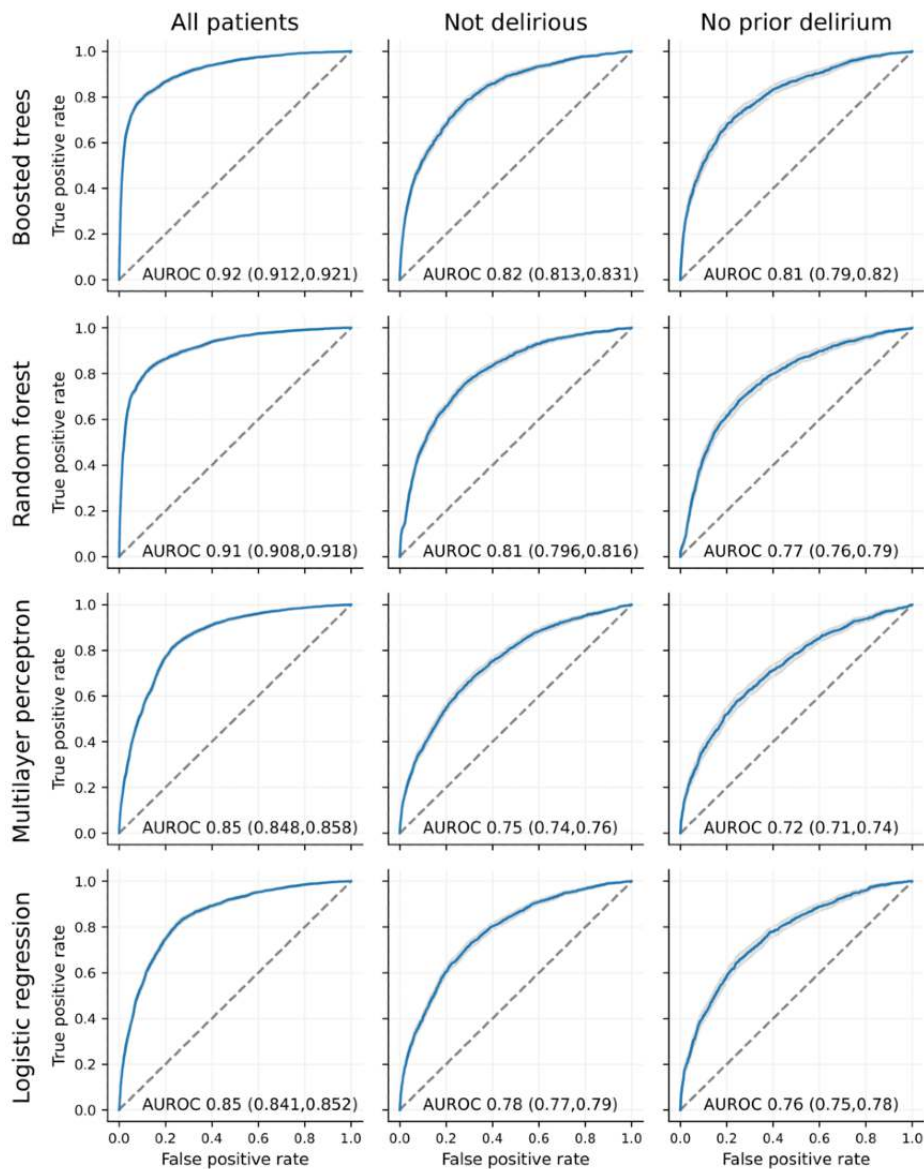 All patients Not delirious No prior delirium
Boosted trees
True positive rate
1.0
0.8
0.6
0.4
0.2
0.0
AUROC 0.92 (0.912,0.921) AUROC 0.82 (0.813,0.831) AUROC 0.81 (0.79,0.82)
Random forest
True positive rate
1.0
0.8
0.6
0.4
0.2
0.0
AUROC 0.91 (0.908,0.918) AUROC 0.81 (0.796,0.816) AUROC 0.77 (0.76,0.79)
Multilayer perceptron
True positive rate
1.0
0.8
0.6
0.4
0.2
0.0
AUROC 0.85 (0.848,0.858) AUROC 0.75 (0.74,0.76) AUROC 0.72 (0.71,0.74)
Logistic regression
True positive rate
1.0
0.8
0.6
0.4
0.2
0.0
AUROC 0.85 (0.841,0.852) AUROC 0.78 (0.77,0.79) AUROC 0.76 (0.75,0.78)
0.0 0.2 0.4 0.6 0.8 1.0 0.0 0.2 0.4 0.6 0.8 1.0 0.0 0.2 0.4 0.6 0.8 1.0
False positive rate False positive rate False positive rate